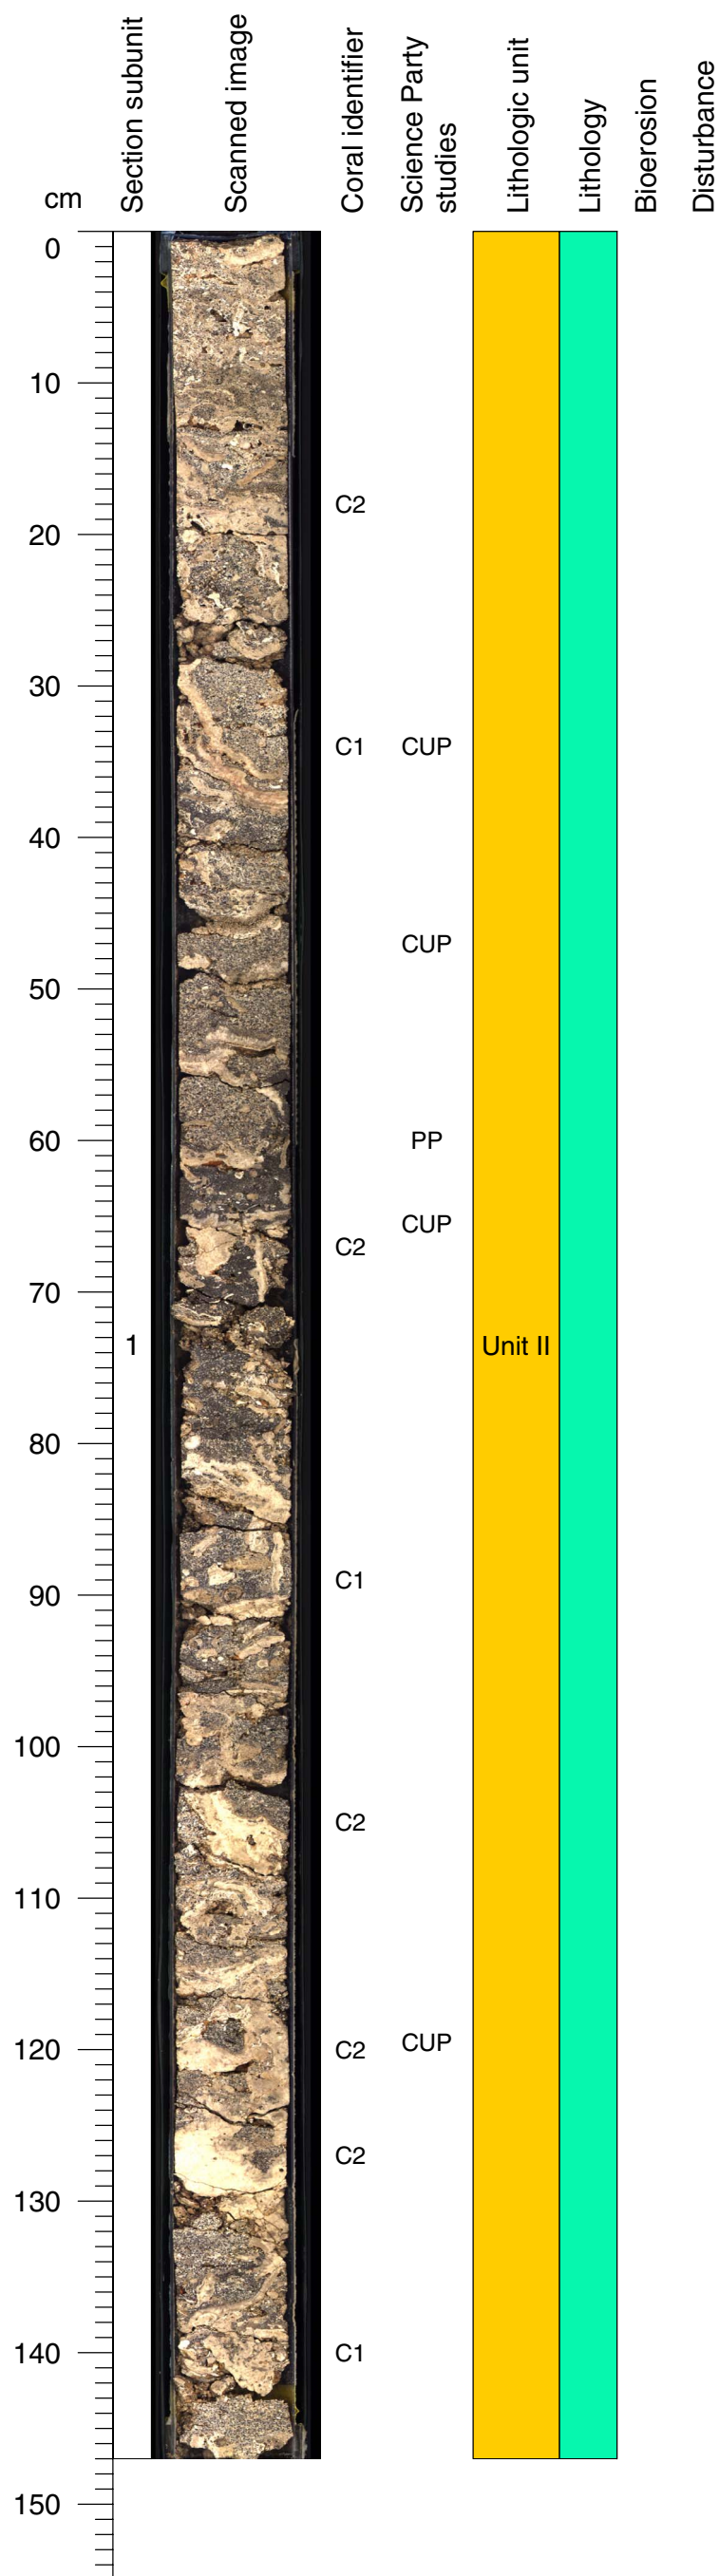 cm
Section subunit
Scanned image
Coral identifier
Science Party
studies
Lithologic unit
Lithology
Bioerosion
Disturbance
0
10
C2
20
30
C1 CUP
40
CUP
50
60 PP
CUP
C2
70
1 Unit II
80
C1
90
100
C2
110
120 C2 CUP
C2
130
140 C1
150